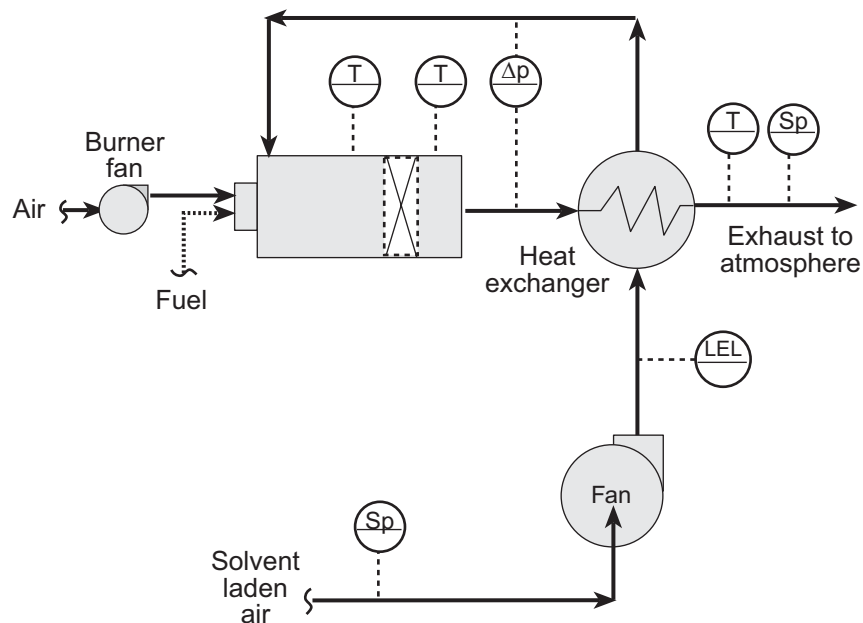 T
T
Δp
T
Sp
Burner
fan
Air
Fuel
Heat
exchanger
Exhaust to
atmosphere
LEL
Fan
Sp
Solvent
laden
air